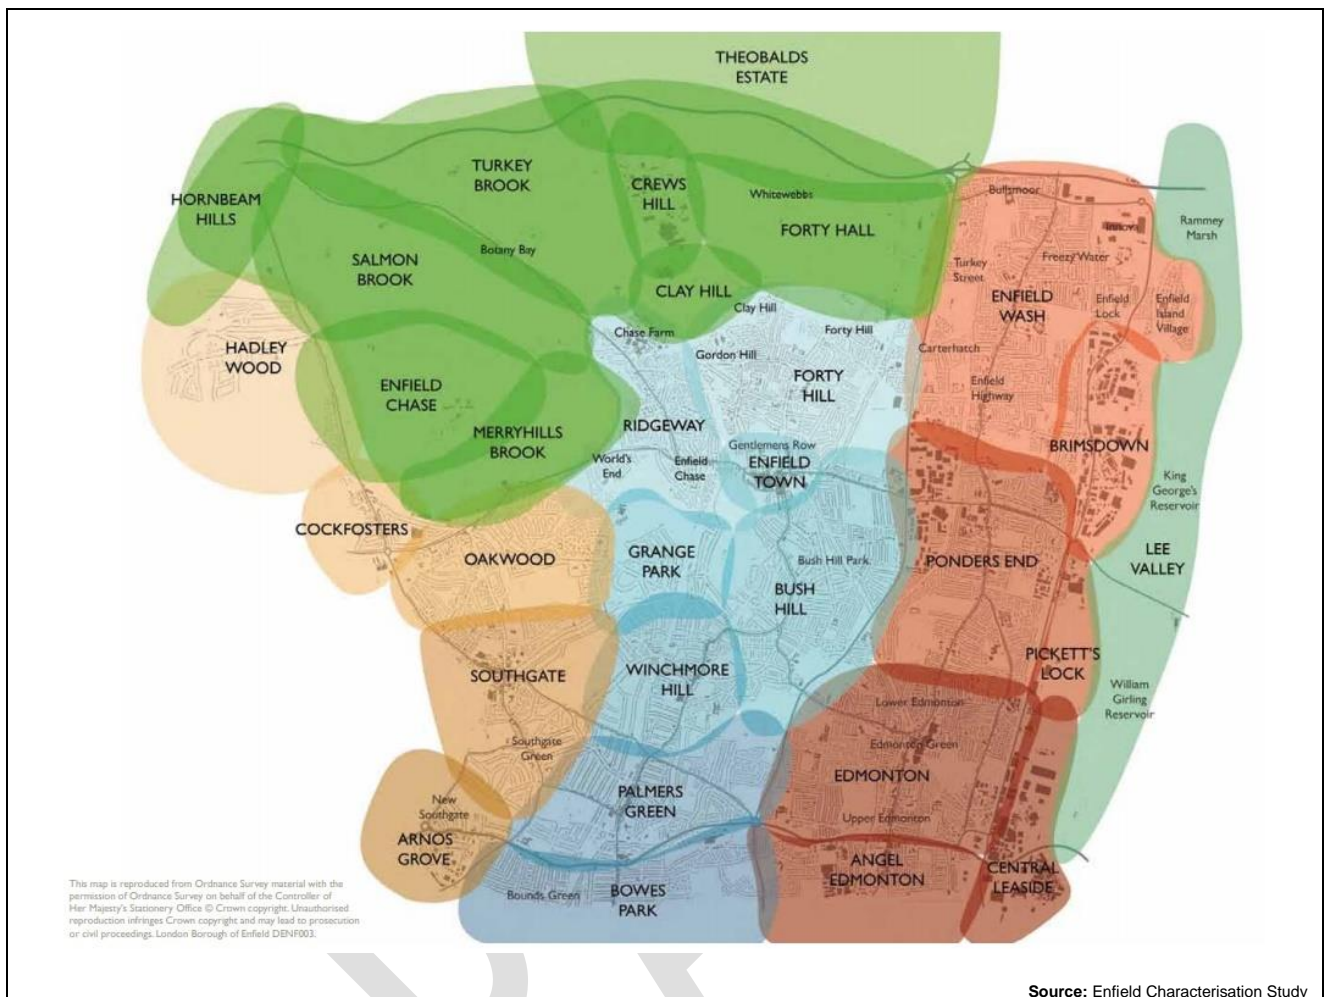 THEOBALDS
ESTATE
TURKEY
BROOK
CREWS
HILL
Whitewebbs
Bullsmoor
HORNBEAM
HILLS
FORTY HALL
Innova
Rammey
Marsh
Botany Bay
SALMON
BROOK
Turkey
Street
Freezy Water
CLAY HILL
Clay Hill
ENFIELD
WASH
Enfield
Lock
Enfield
Island
Village
Chase Farm
Forty Hill
HADLEY
WOOD
Gordon Hill
Carterhatch
FORTY
HILL
Enfield
Highway
ENFIELD
CHASE
RIDGEWAY
MERRYHILLS
BROOK
Gentlemens Row
BRIMSDOWN
World's
End
Enfield
Chase
ENFIELD
TOWN
King
George's
Reservoir
COCKFOSTERS
OAKWOOD
GRANGE
PARK
Bush Hill Park
PONDERS END
LEE
VALLEY
BUSH
HILL
SOUTHGATE
WINCHMORE
HILL
PICKETT'S
LOCK
William
Girling
Reservoir
Lower Edmonton
Southgate
Green
Edmonton Green
EDMONTON
PALMERS
GREEN
New
Southgate
Upper Edmonton
ARNOS
GROVE
ANGEL
EDMONTON
CENTRAL
LEASIDE
Bounds Green
BOWES
PARK
This map is reproduced from Ordnance Survey material with the
permission of Ordnance Survey on behalf of the Controller of
Her Majesty's Stationery Office © Crown copyright. Unauthorised
reproduction infringes Crown copyright and may lead to prosecution
or civil proceedings. London Borough of Enfield DENF003.
Source: Enfield Characterisation Study